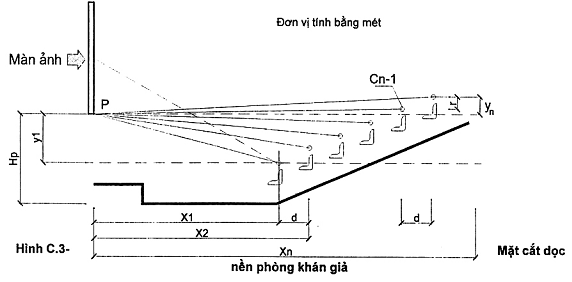 Đơn vị tính bằng mét
Màn ảnh
P
Cn-1
r
yn
y1
Hp
X1
d
d
X2
Xn
Hình C.3-
Mặt cắt dọc
nền phòng khán giả